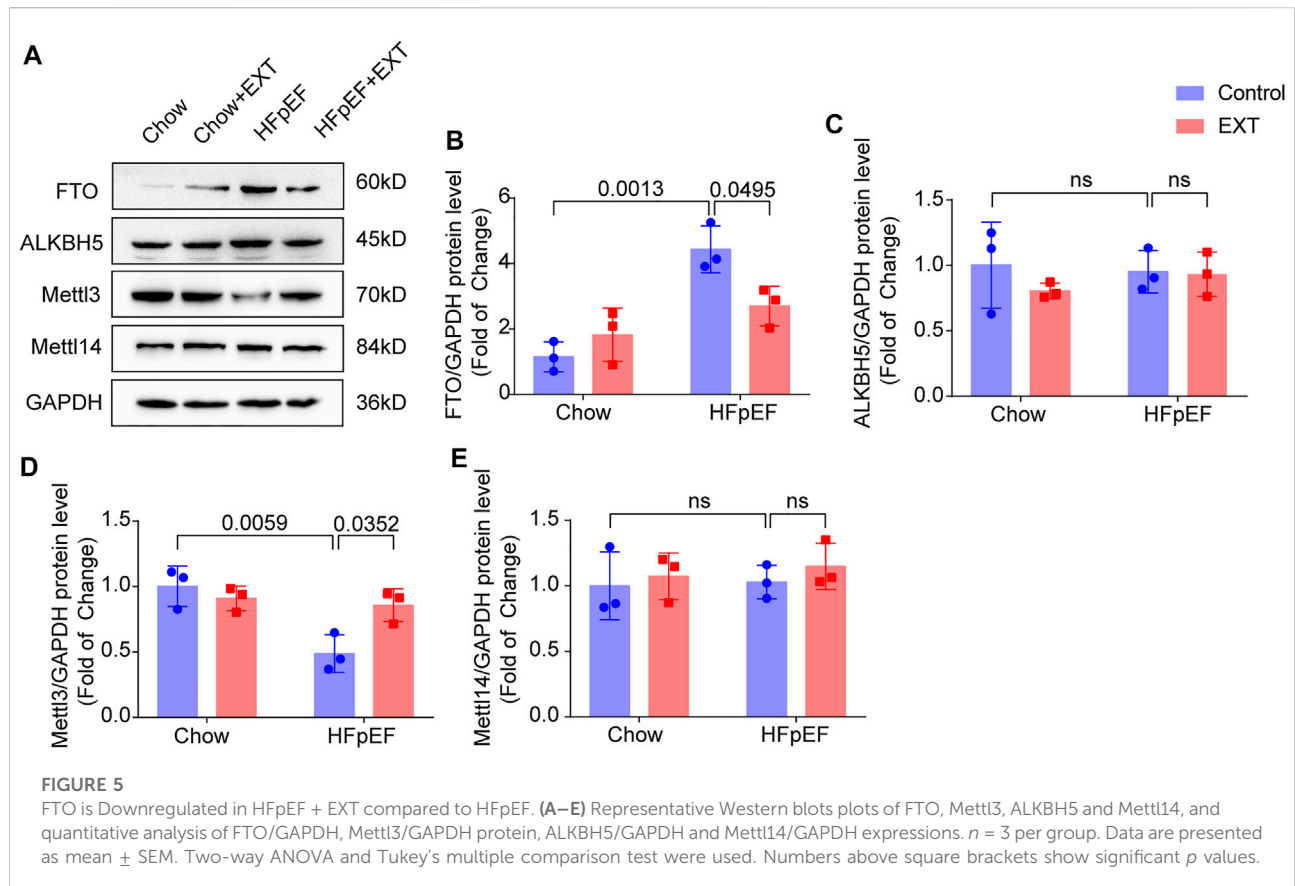 A
Chow
Chow+EXT
HFpEF
HFpEF+EXT
FTO
60kD
ALKBH5
45kD
Mettl3
70kD
Mettl14
84kD
GAPDH
36kD
Control
EXT
B
FTO/GAPDH protein level
(Fold of Change)
6
4
2
0
0.0013
0.0495
Chow
HFpEF
C
ALKBH5/GAPDH protein level
(Fold of Change)
1.5
1.0
0.5
0.0
ns
ns
Chow
HFpEF
D
Mettl3/GAPDH protein level
(Fold of Change)
1.5
1.0
0.5
0.0
0.0059
0.0352
Chow
HFpEF
E
Mettl14/GAPDH protein level
(Fold of Change)
1.5
1.0
0.5
0.0
ns
ns
Chow
HFpEF
FIGURE 5
FTO is Downregulated in HFpEF + EXT compared to HFpEF. (A–E) Representative Western blots plots of FTO, Mettl3, ALKBH5 and Mettl14, and
quantitative analysis of FTO/GAPDH, Mettl3/GAPDH protein, ALKBH5/GAPDH and Mettl14/GAPDH expressions. n = 3 per group. Data are presented
as mean ± SEM. Two-way ANOVA and Tukey's multiple comparison test were used. Numbers above square brackets show significant p values.